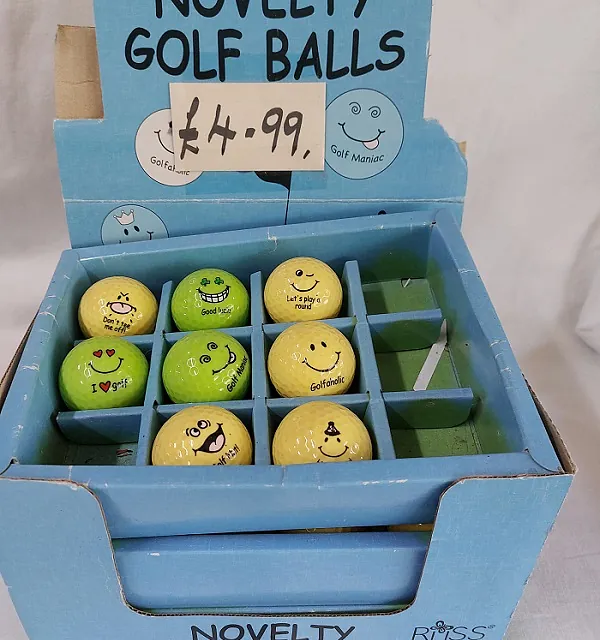 NOVELTY
GOLF BALLS
£4.99.
Golf Maniac
Don't tee
me off!
Good luck!
Let's play a
round
I ♥ golf
Golf Maniac
Golfaholic
NOVELTY
RUSS®